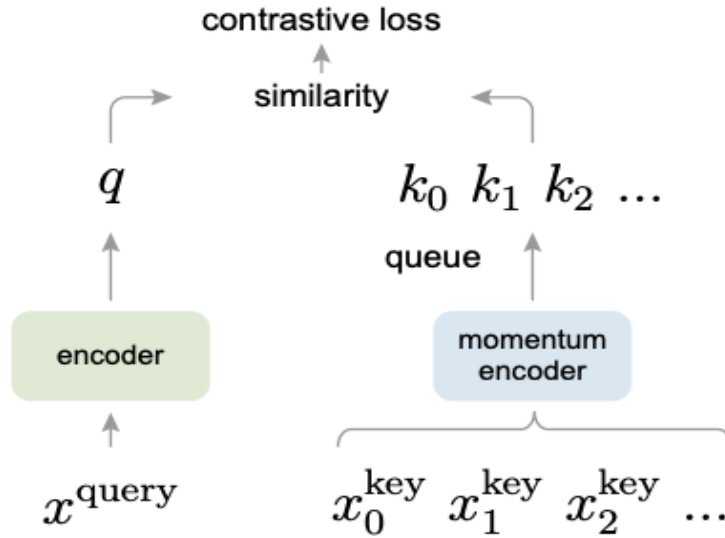 contrastive loss
similarity
q k₀ k₁ k₂ ...
queue
encoder
momentum
encoder
x^query x₀^key x₁^key x₂^key ...